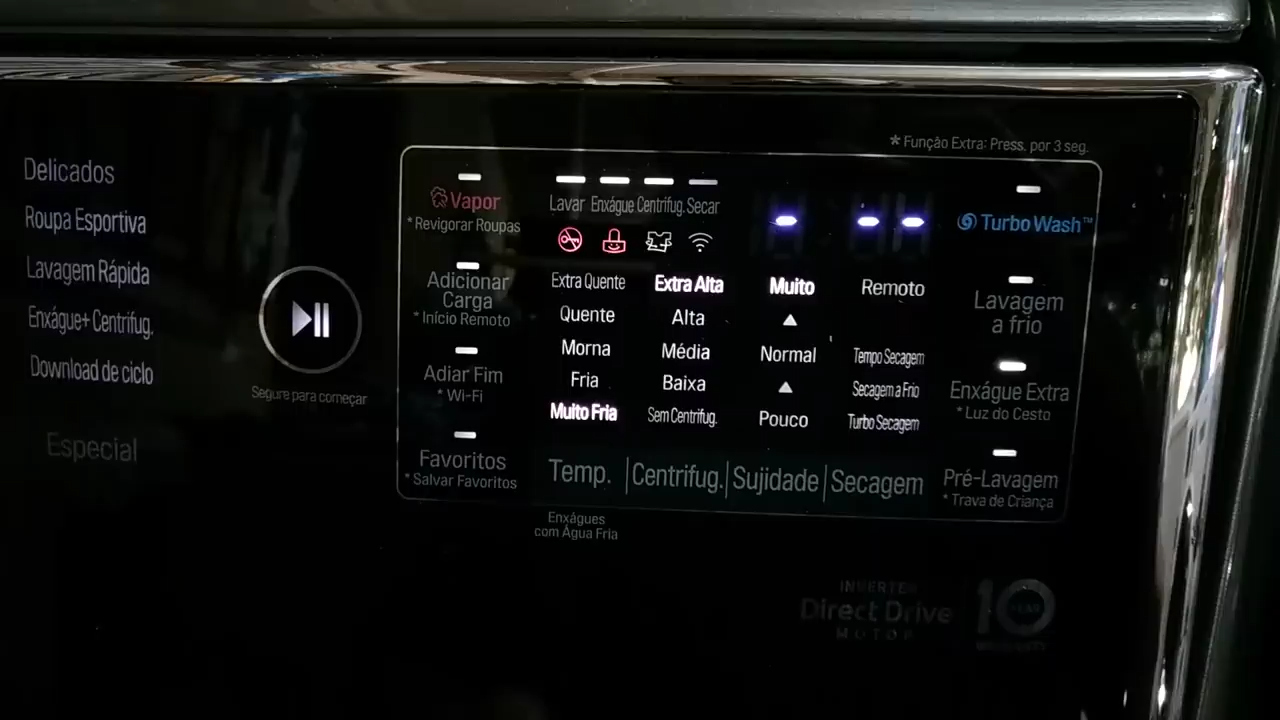 * Função Extra: Press. por 3 seg.
Delicados
Roupa Esportiva
Lavagem Rápida
Enxágue+ Centrifug.
Download de ciclo
Especial
Segure para começar
Vapor
* Revigorar Roupas
Adicionar
Carga
* Início Remoto
Adiar Fim
* Wi-Fi
Favoritos
* Salvar Favoritos
Lavar Enxágue Centrifug. Secar
- --
Extra Quente
Quente
Morna
Fria
Muito Fria
Temp.
Enxágues
com Água Fria
Extra Alta
Alta
Média
Baixa
Sem Centrifug.
Centrifug.
Muito
Normal
Pouco
Sujidade
Remoto
Tempo Secagem
Secagem a Frio
Turbo Secagem
Secagem
TurboWash™
Lavagem
a frio
Enxágue Extra
* Luz do Cesto
Pré-Lavagem
* Trava de Criança
INVERTER
Direct Drive
MOTOR
10